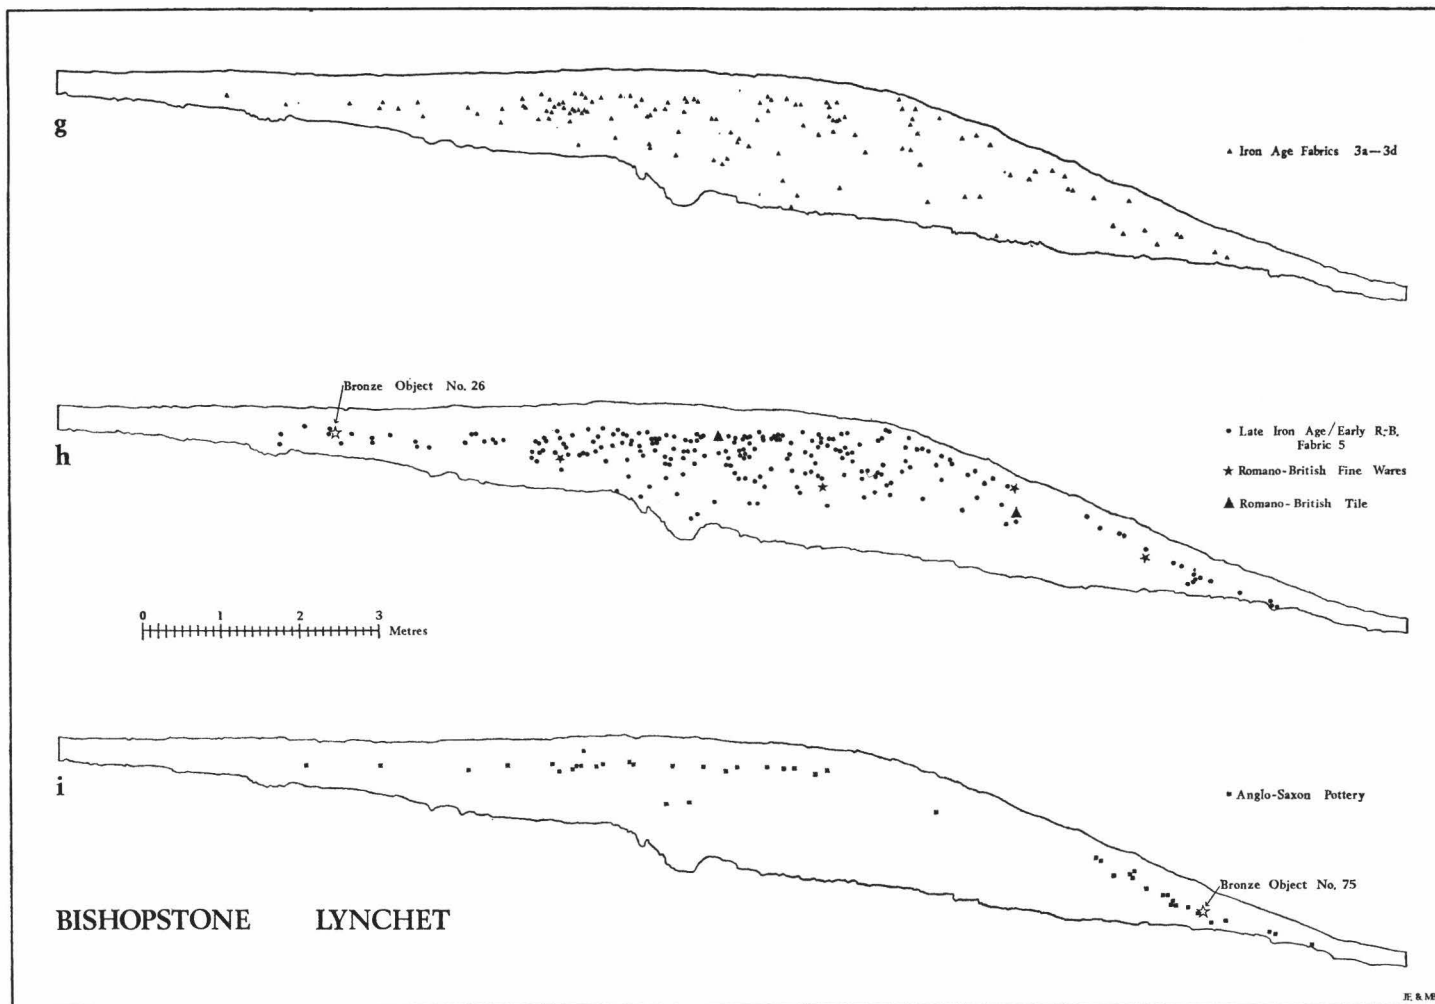 g
▲ Iron Age Fabrics 3a—3d
Bronze Object No. 26
h
• Late Iron Age/Early R.-B.
Fabric 5
★ Romano-British Fine Wares
▲ Romano-British Tile
0 1 2 3
Metres
i
■ Anglo-Saxon Pottery
Bronze Object No. 75
BISHOPSTONE LYNCHET